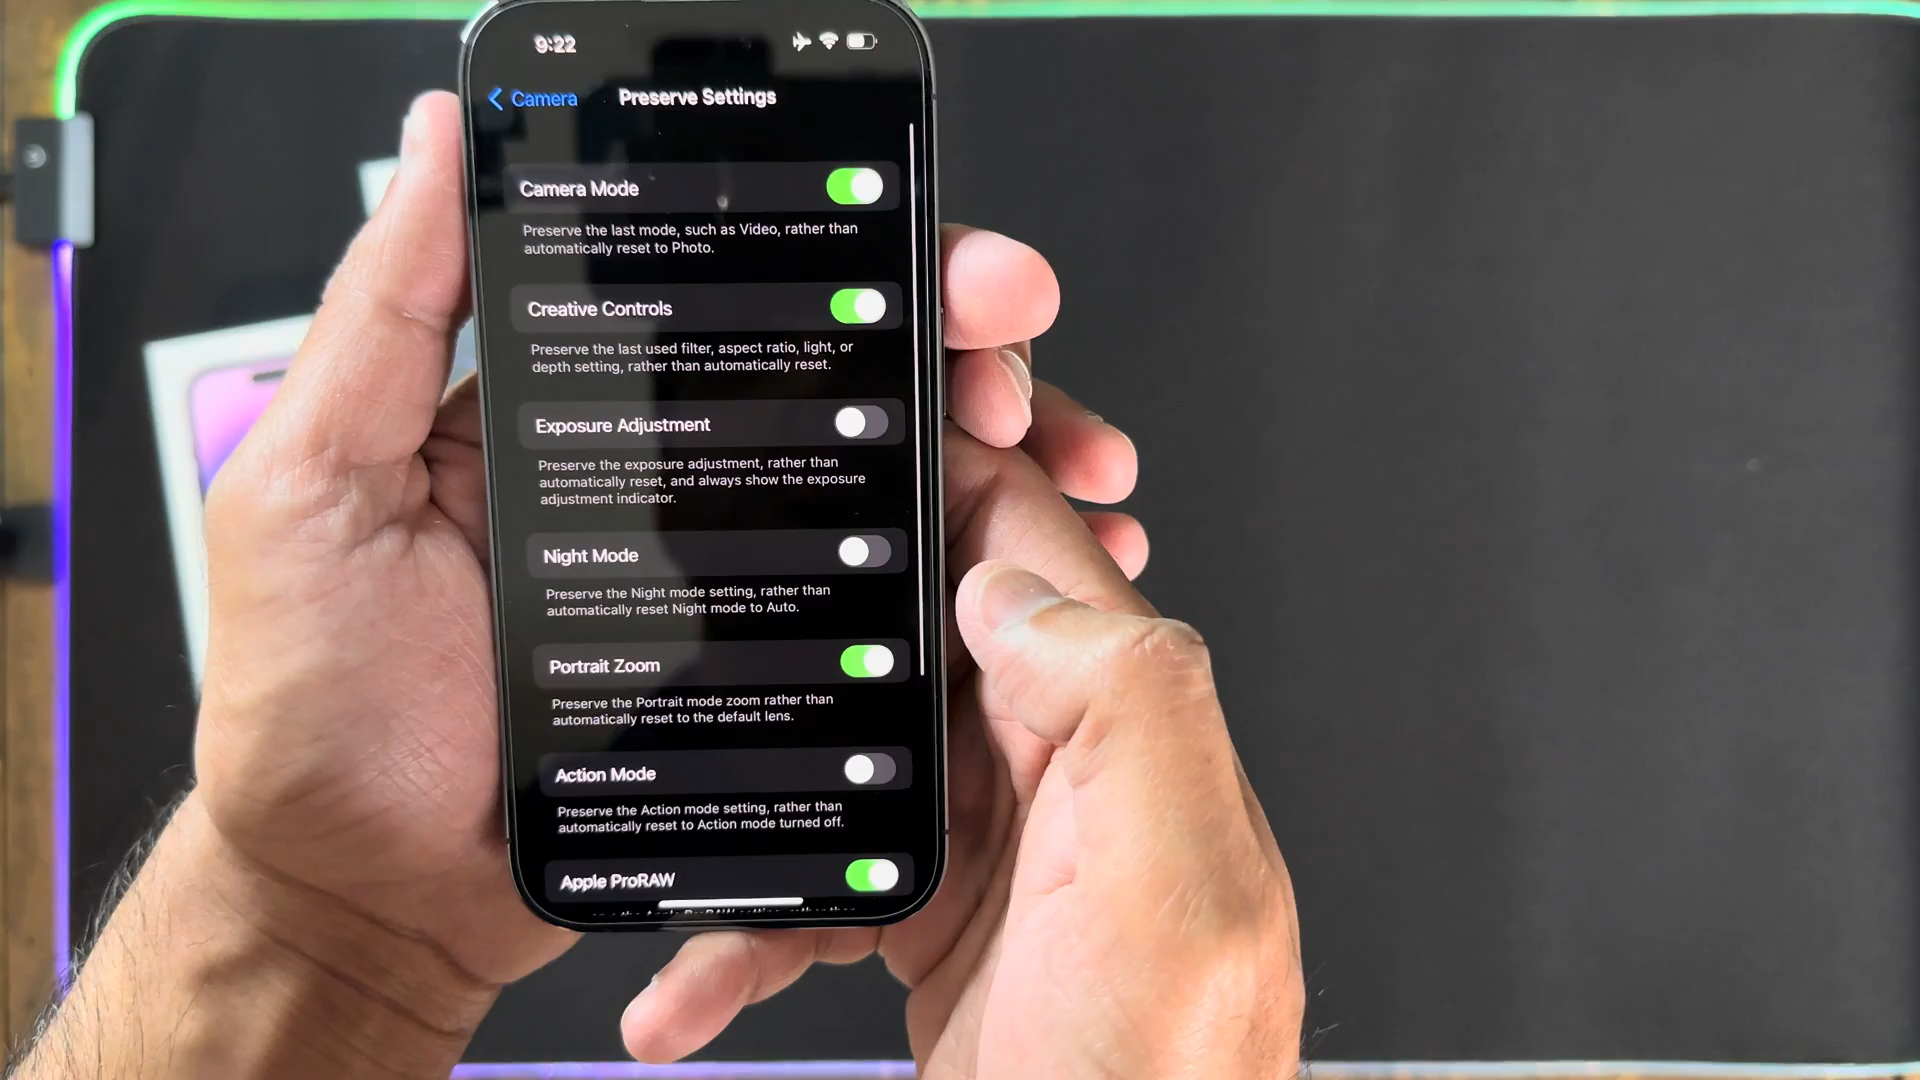 9:22
Camera
Preserve Settings
Camera Mode
Preserve the last mode, such as Video, rather than
automatically reset to Photo.
Creative Controls
Preserve the last used filter, aspect ratio, light, or
depth setting, rather than automatically reset.
Exposure Adjustment
Preserve the exposure adjustment, rather than
automatically reset, and always show the exposure
adjustment indicator.
Night Mode
Preserve the Night mode setting, rather than
automatically reset Night mode to Auto.
Portrait Zoom
Preserve the Portrait mode zoom rather than
automatically reset to the default lens.
Action Mode
Preserve the Action mode setting, rather than
automatically reset to Action mode turned off.
Apple ProRAW